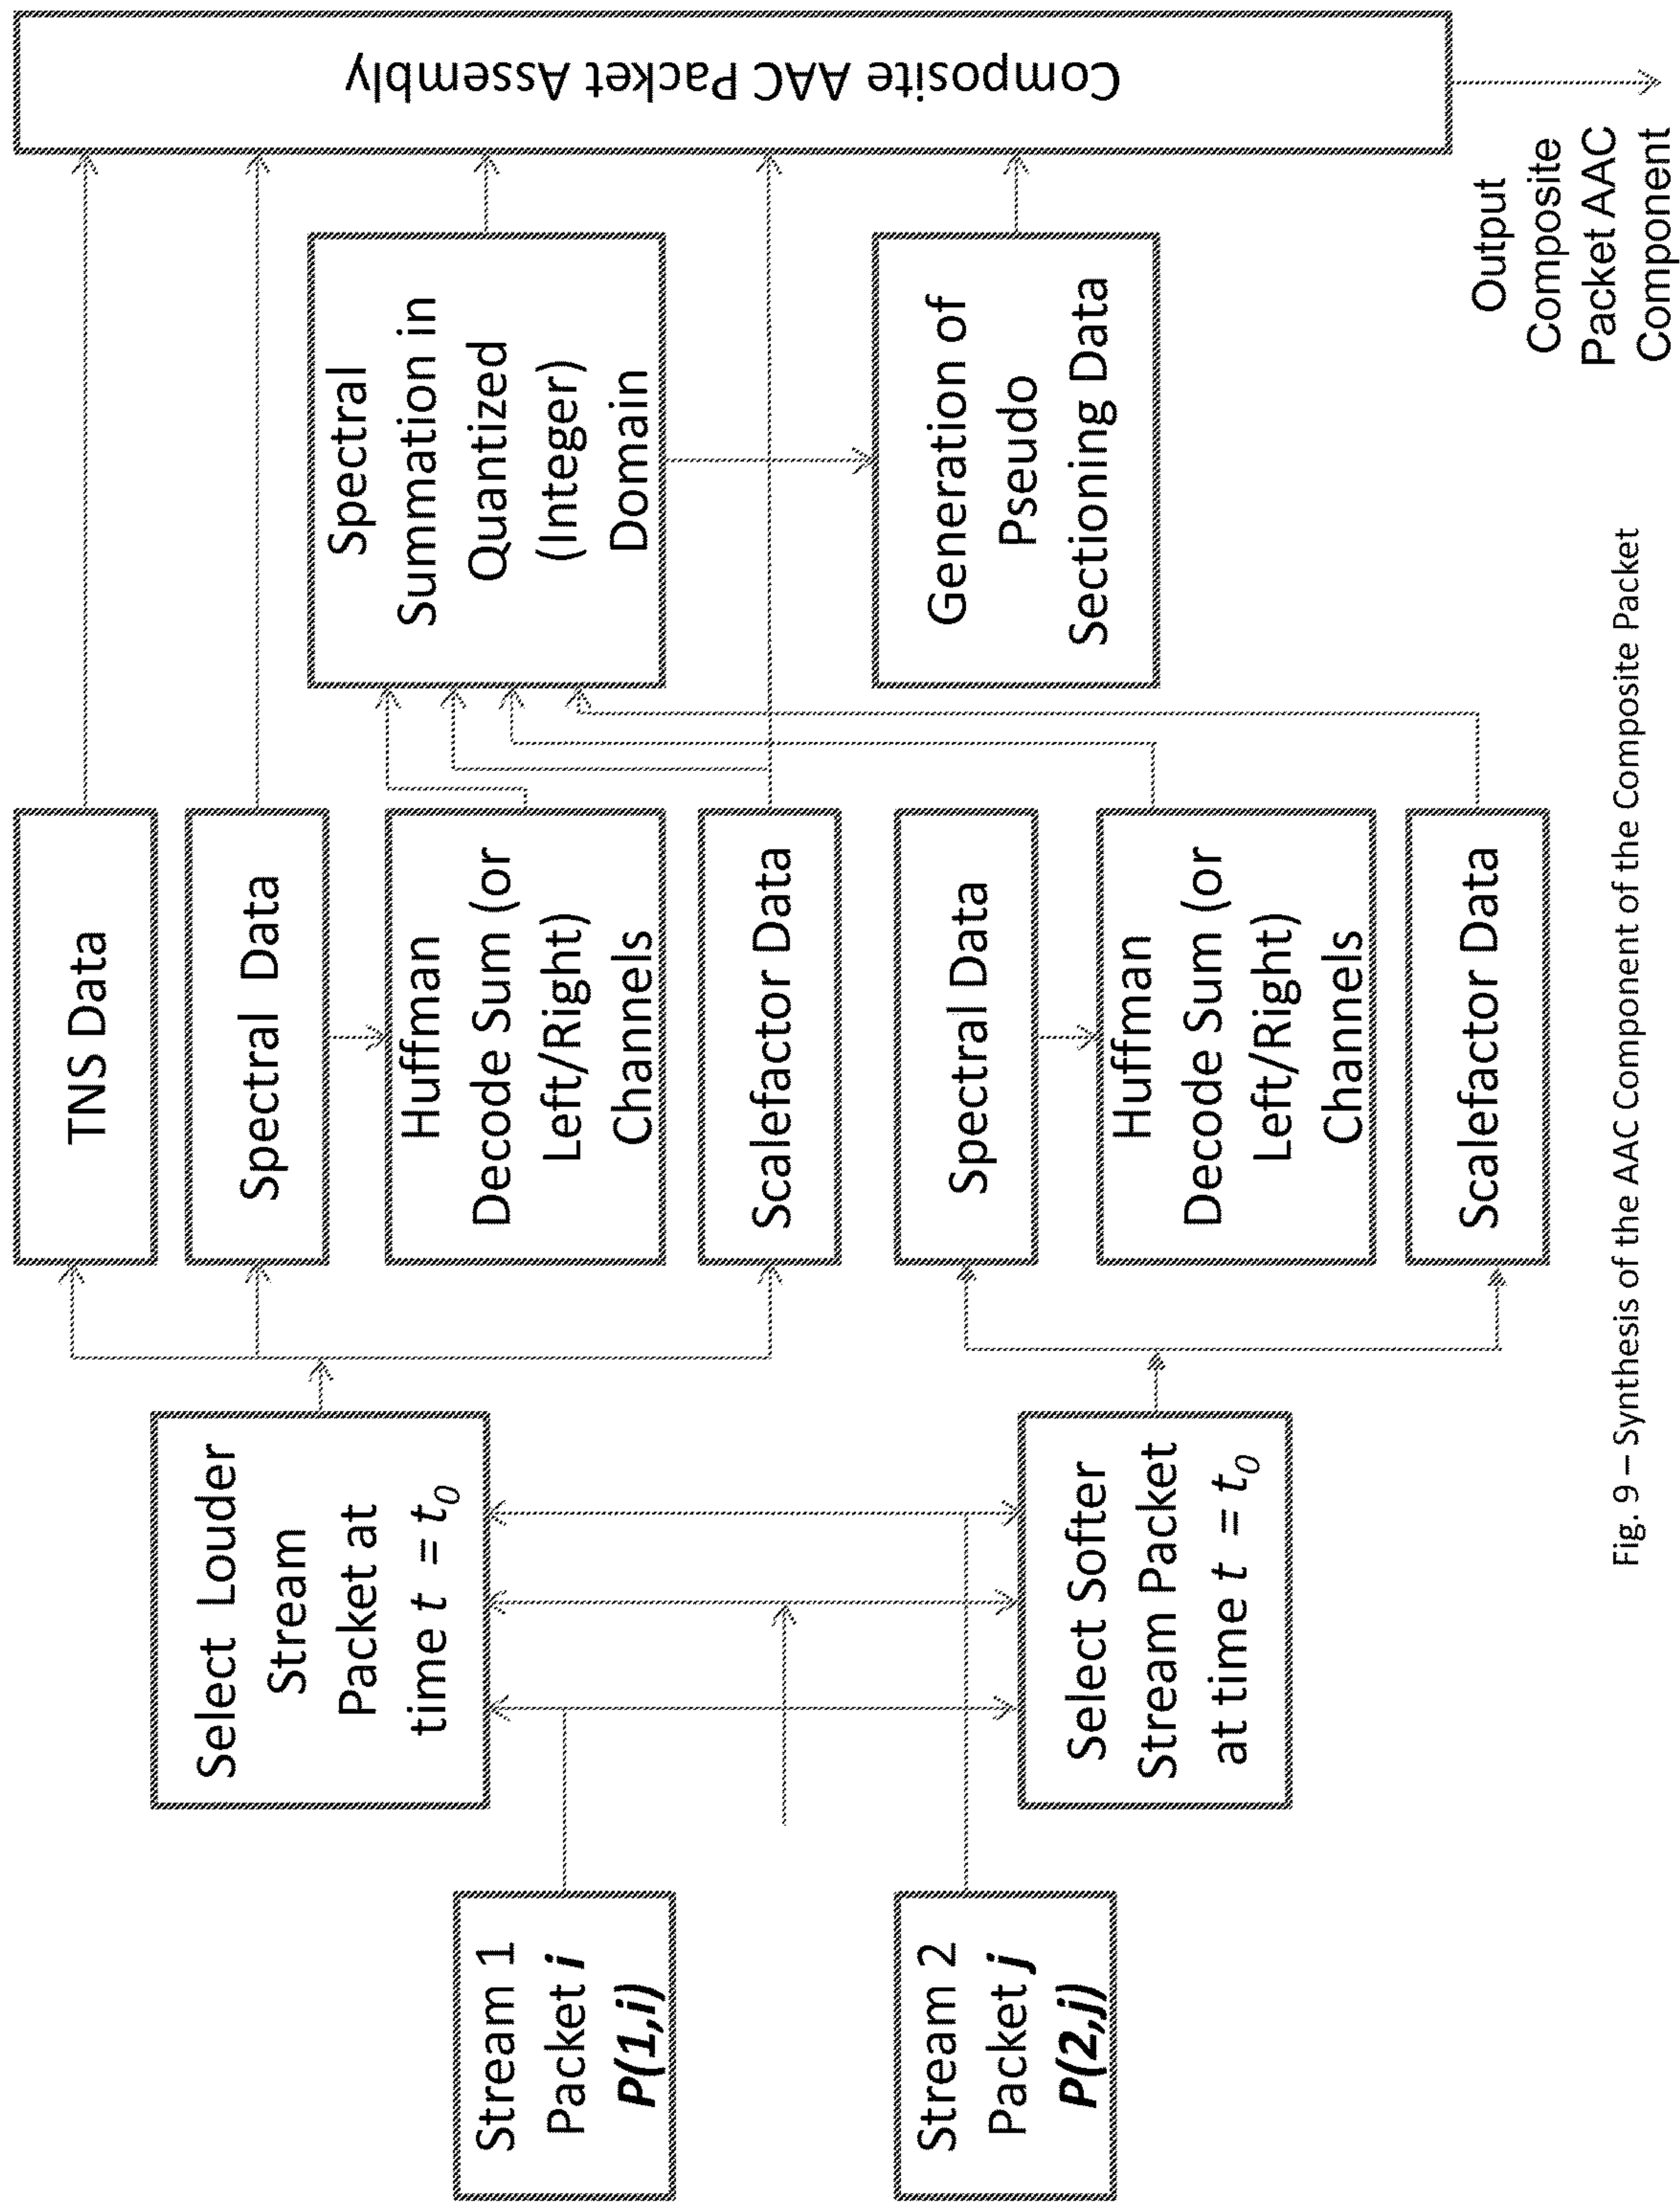 Stream 1
Packet i
P(1,i)
Stream 2
Packet j
P(2,j)
Select Louder
Stream
Packet at
time t = t0
Select Softer
Stream Packet
at time t = t0
TNS Data
Spectral Data
Huffman
Decode Sum (or
Left/Right)
Channels
Scalefactor Data
Spectral Data
Huffman
Decode Sum (or
Left/Right)
Channels
Scalefactor Data
Spectral
Summation in
Quantized
(Integer)
Domain
Generation of
Pseudo
Sectioning Data
Composite AAC Packet Assembly
Output
Composite
Packet AAC
Component
Fig. 9 – Synthesis of the AAC Component of the Composite Packet